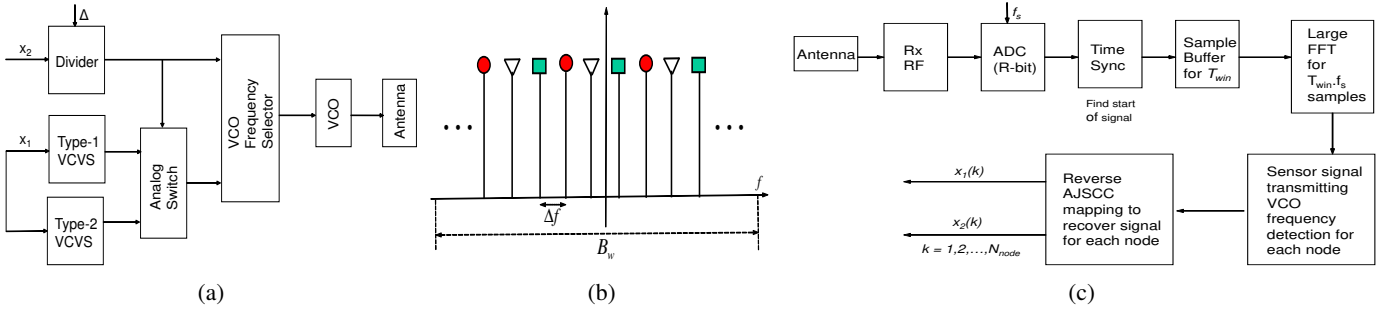 Δ
x2
Divider
x1
Type-1
VCVS
Type-2
VCVS
Analog
Switch
VCO
Frequency
Selector
VCO
Antenna
(a)
...
...
f
Δf
Bw
(b)
Antenna
Rx
RF
fs
ADC
(R-bit)
Time
Sync
Find start
of signal
Sample
Buffer
for Twin
Large
FFT
for
Twin.fs
samples
Sensor signal
transmitting
VCO
frequency
detection for
each node
Reverse
AJSCC
mapping to
recover signal
for each node
x1(k)
x2(k)
k = 1,2,...,Nnode
(c)